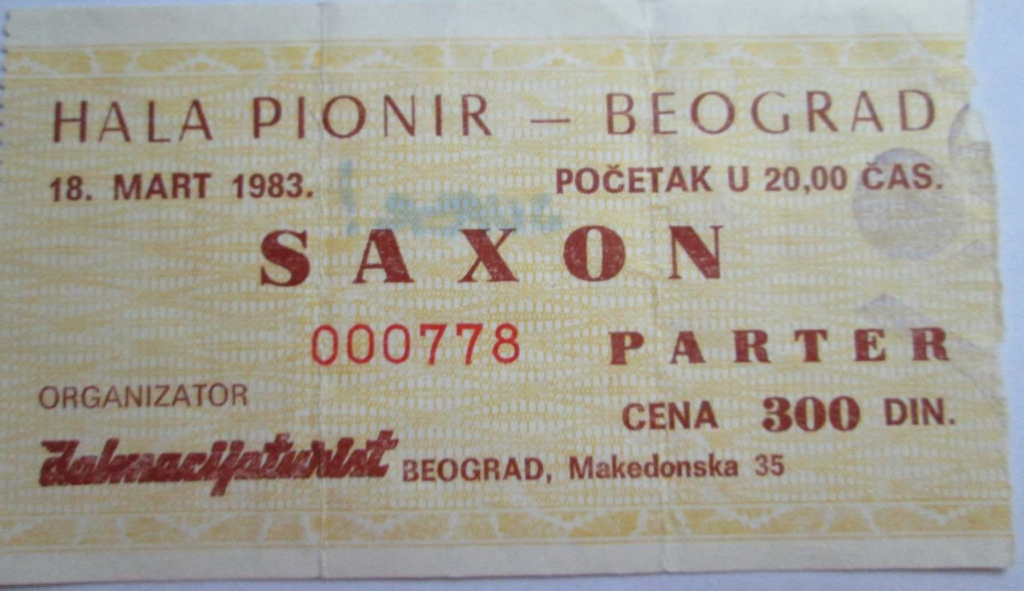 HALA PIONIR — BEOGRAD
18. MART 1983. POČETAK U 20,00 ČAS.
SAXON
000778 PARTER
ORGANIZATOR
CENA 300 DIN.
dalmacijaturist BEOGRAD, Makedonska 35